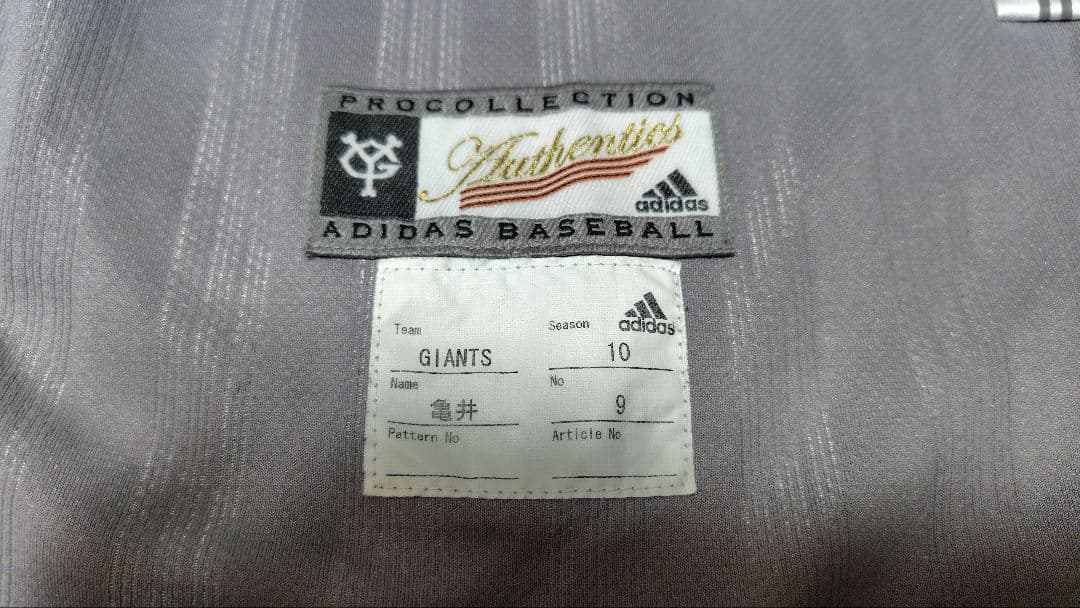 PROCOLLECTION
YG
Authentics
adidas
ADIDAS BASEBALL
adidas
Team
GIANTS
Season
10
Name
亀井
No
9
Pattern No
Article No